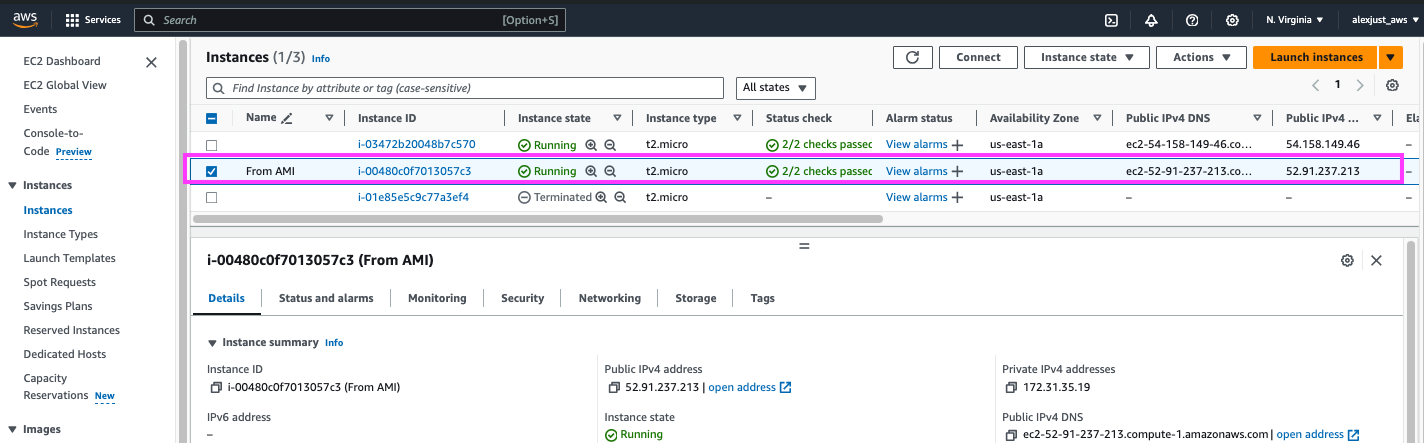 aws Services Search [Option+S] N. Virginia alexjust_aws
EC2 Dashboard
EC2 Global View
Events
Console-to-
Code Preview
Instances
Instances
Instance Types
Launch Templates
Spot Requests
Savings Plans
Reserved Instances
Dedicated Hosts
Capacity
Reservations New
Images
Instances (1/3) Info Connect Instance state Actions Launch instances
Find Instance by attribute or tag (case-sensitive) All states 1
Name Instance ID Instance state Instance type Status check Alarm status Availability Zone Public IPv4 DNS Public IPv4 ... Ela
i-03472b20048b7c570 Running t2.micro 2/2 checks passed View alarms + us-east-1a ec2-54-158-149-46.co... 54.158.149.46 –
From AMI i-00480c0f7013057c3 Running t2.micro 2/2 checks passed View alarms + us-east-1a ec2-52-91-237-213.co... 52.91.237.213 –
i-01e85e5c9c77a3ef4 Terminated t2.micro – View alarms + us-east-1a – – –
i-00480c0f7013057c3 (From AMI)
Details Status and alarms Monitoring Security Networking Storage Tags
Instance summary Info
Instance ID Public IPv4 address Private IPv4 addresses
i-00480c0f7013057c3 (From AMI) 52.91.237.213 | open address 172.31.35.19
IPv6 address Instance state Public IPv4 DNS
– Running ec2-52-91-237-213.compute-1.amazonaws.com | open address